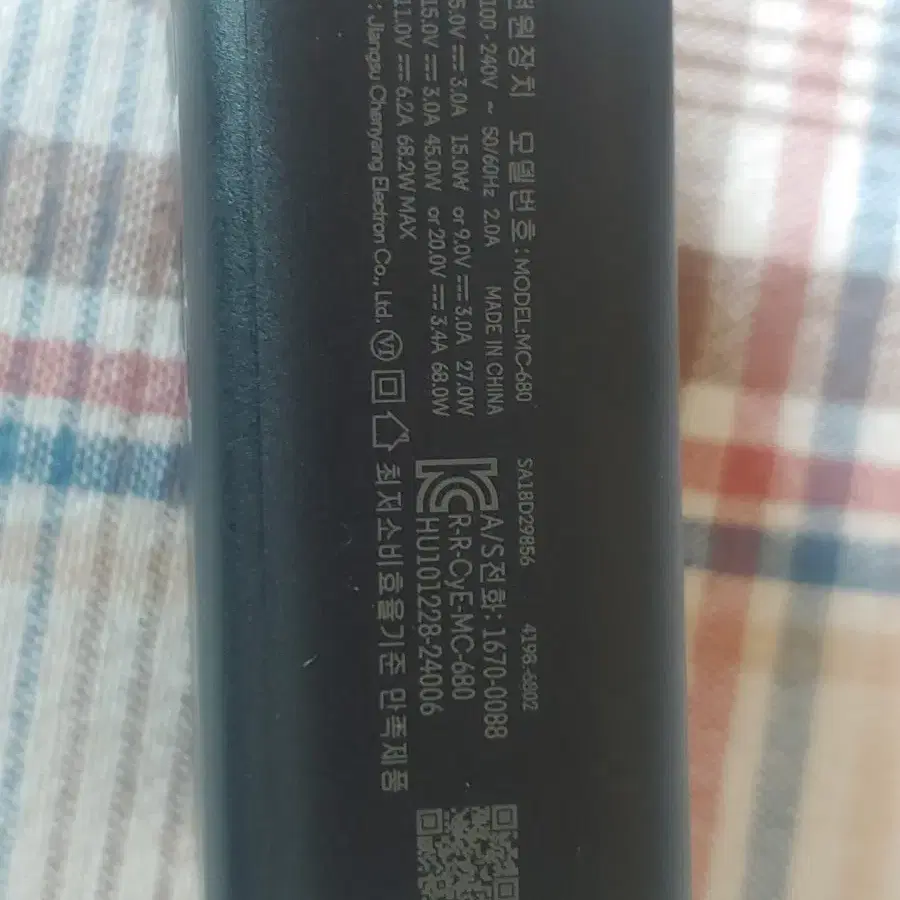 전원장치 모델번호: MODEL:MC-680
100-240V ~ 50/60Hz 2.0A MADE IN CHINA
5.0V ⎓ 3.0A 15.0W or 9.0V ⎓ 3.0A 27.0W
15.0V ⎓ 3.0A 45.0W or 20.0V ⎓ 3.4A 68.0W
11.0V ⎓ 6.2A 68.2W MAX
: Jiangsu Chenyang Electron Co., Ltd. VI
최저소비효율기준 만족제품
SA18D29856 4198-6802
A/S전화:1670-0088
R-R-CyE-MC-680
HU101228-24006